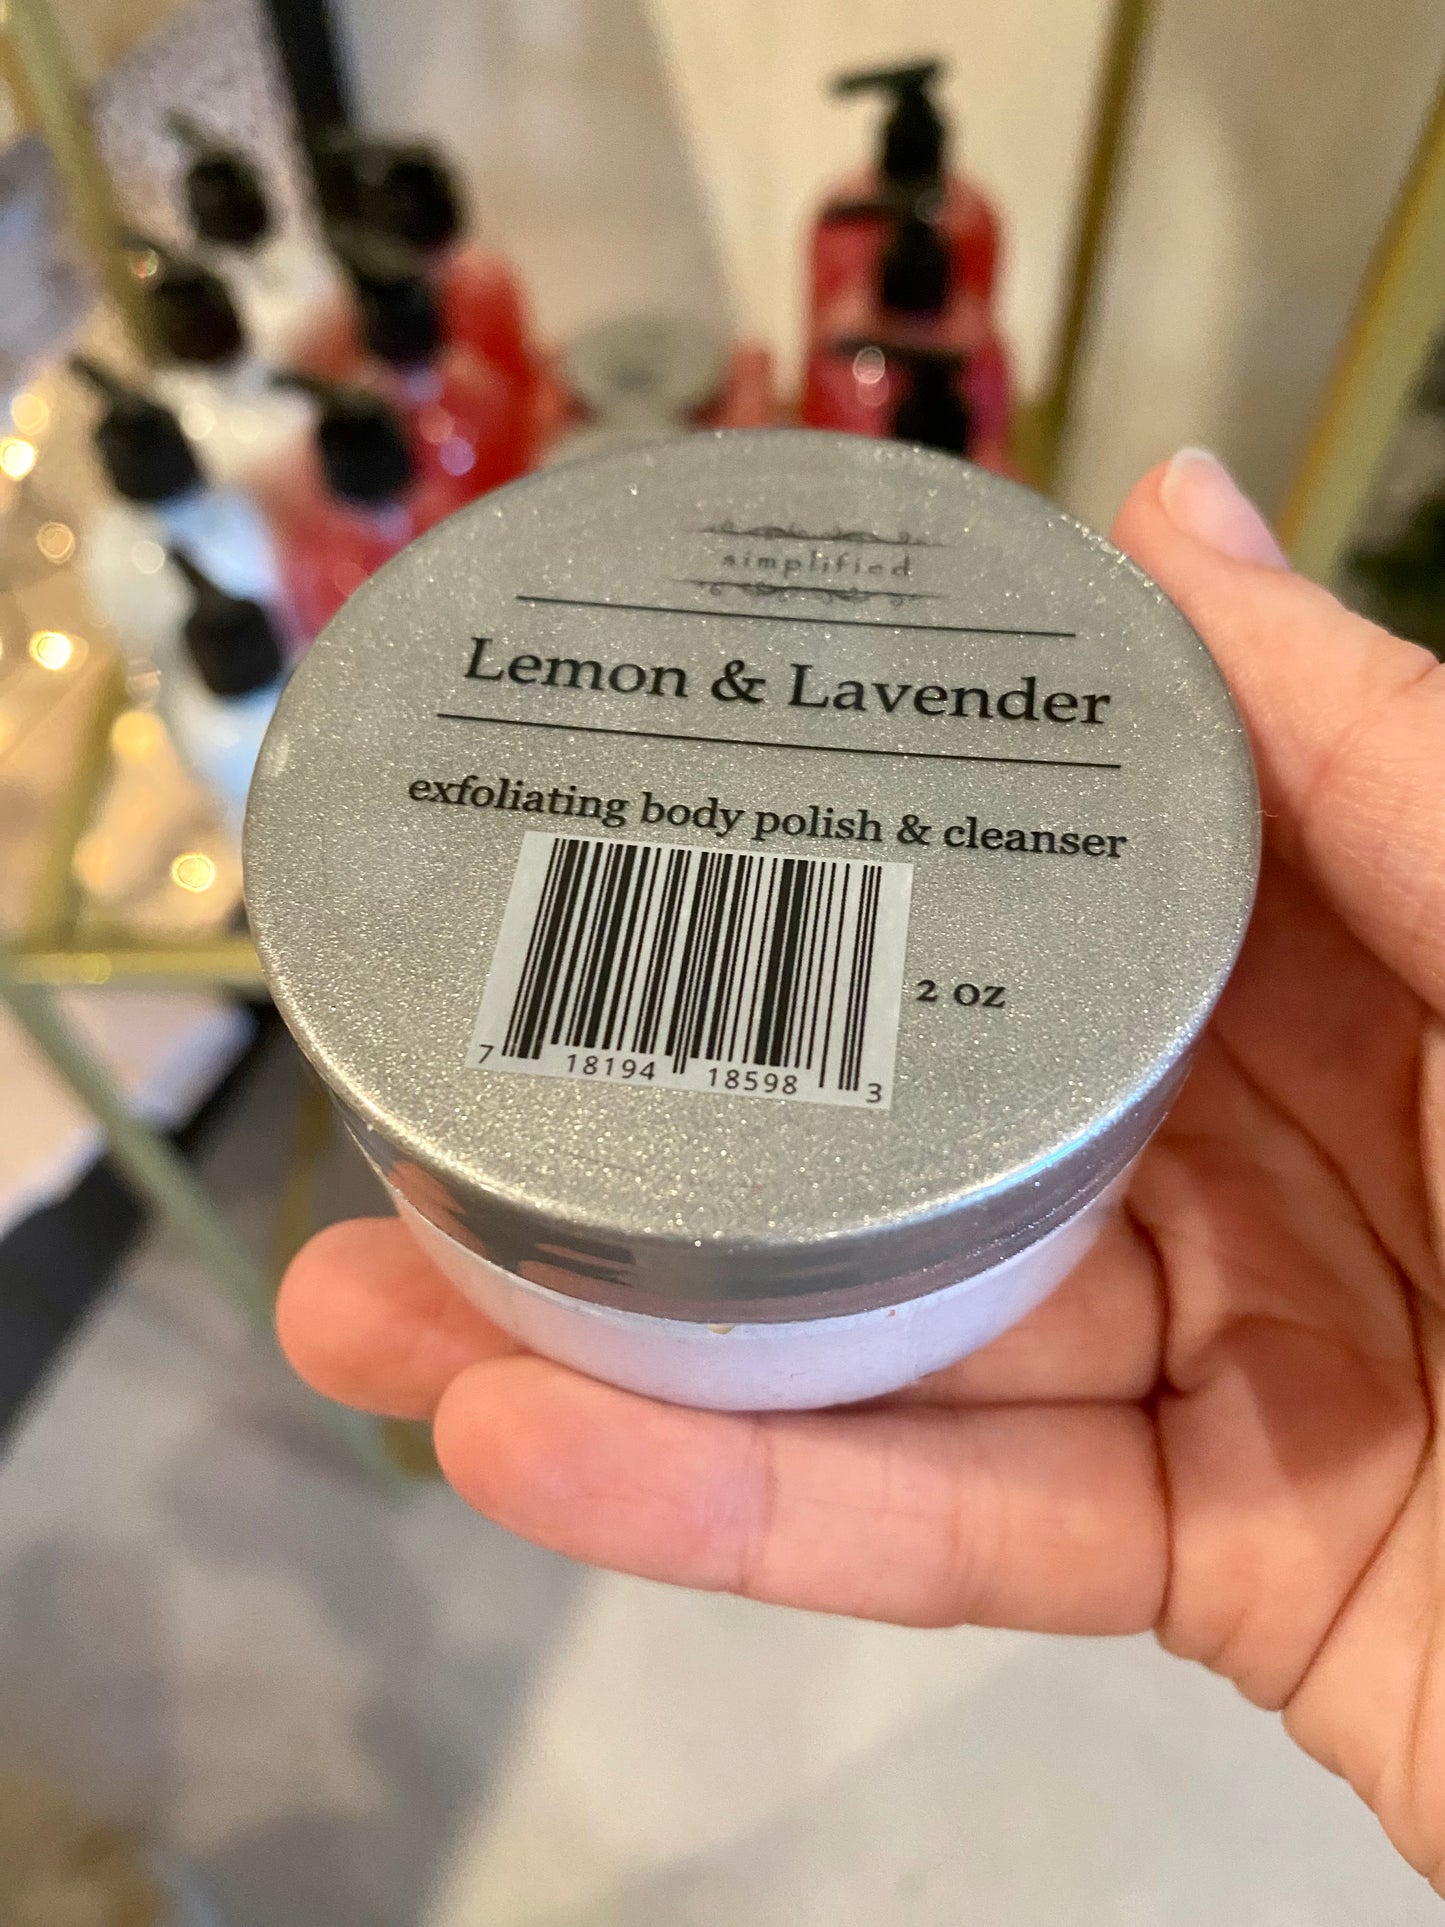 simplified
Lemon & Lavender
exfoliating body polish & cleanser
2 oz
7 18194 18598 3